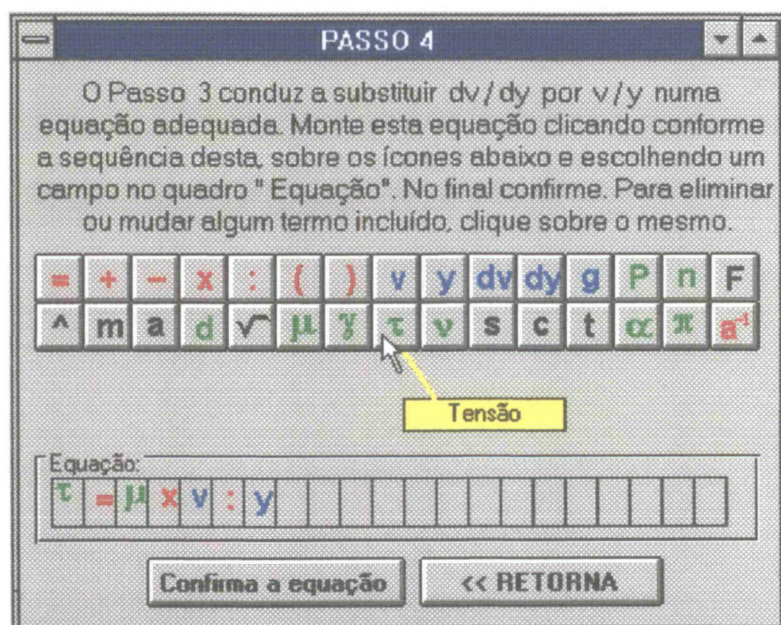 PASSO 4
O Passo 3 conduz a substituir dv/dy por v/y numa
equação adequada. Monte esta equação clicando conforme
a sequência desta, sobre os ícones abaixo e escolhendo um
campo no quadro " Equação". No final confirme. Para eliminar
ou mudar algum termo incluído, clique sobre o mesmo.
= + - x : ( ) v y dv dy g P n F
^ m a d √ μ γ τ ν s c t α π a⁻¹
Tensão
Equação:
τ = μ x v : y
Confirma a equação << RETORNA